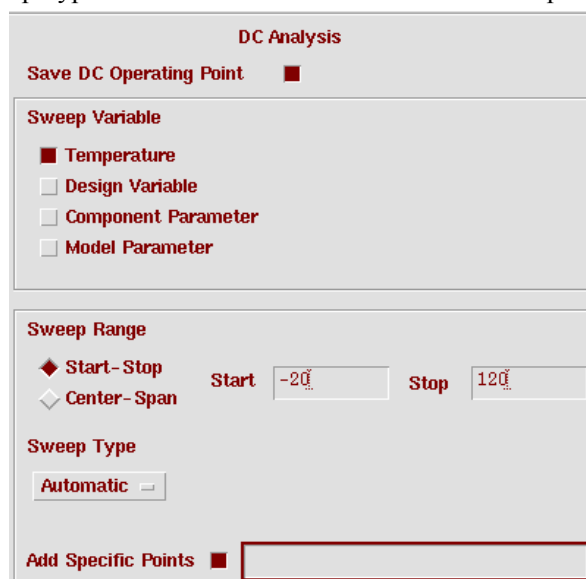 DC Analysis
Save DC Operating Point
Sweep Variable
Temperature
Design Variable
Component Parameter
Model Parameter
Sweep Range
Start-Stop
Start -20 Stop 120
Center-Span
Sweep Type
Automatic
Add Specific Points